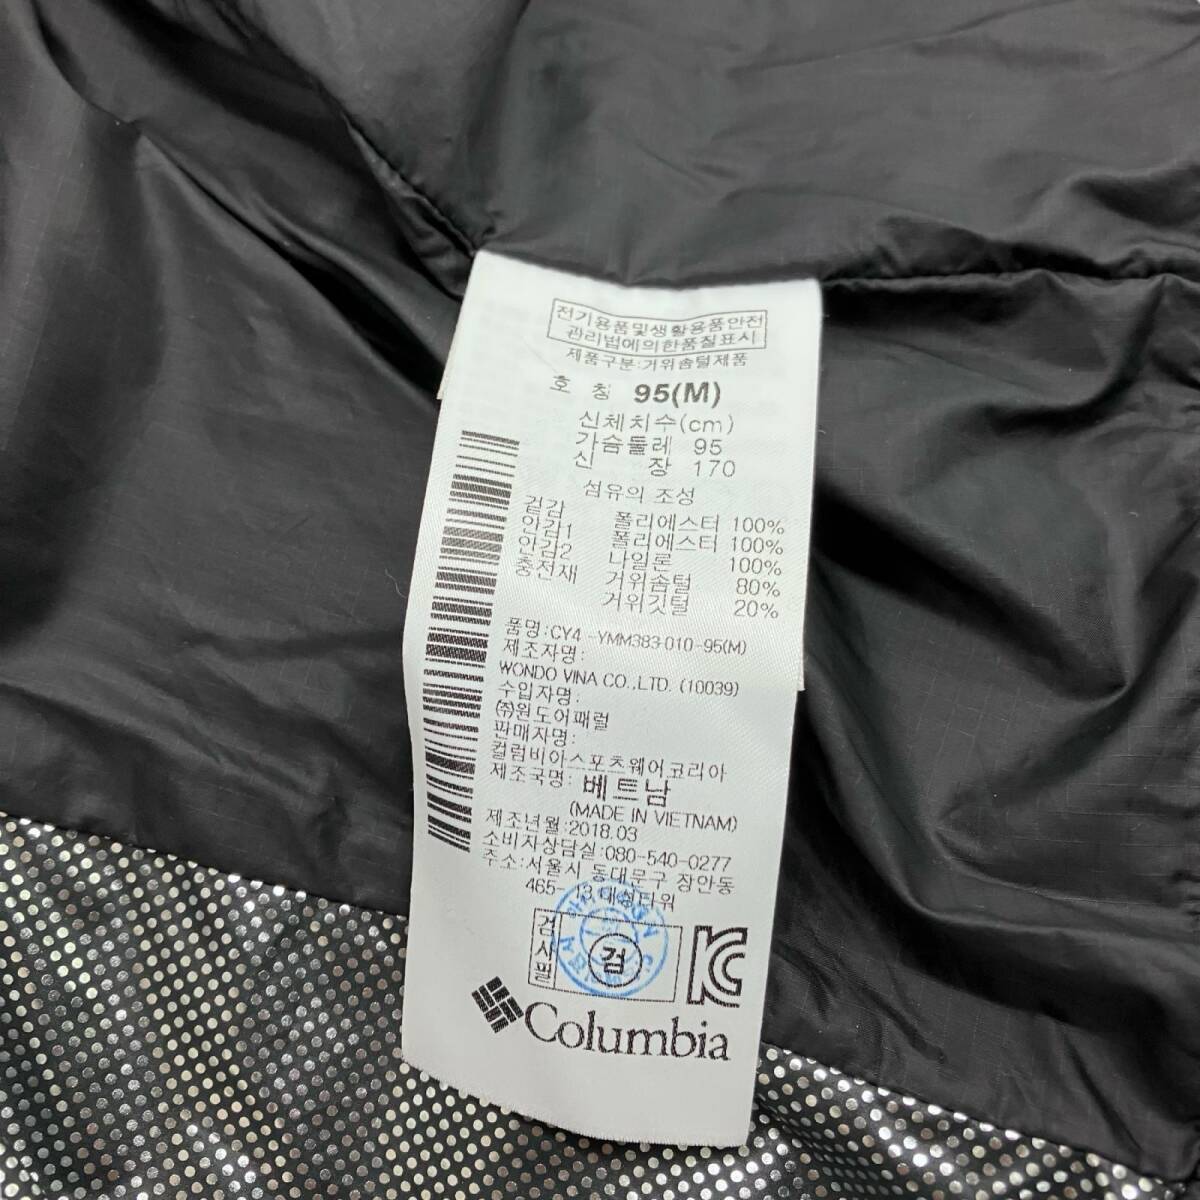 전기용품및생활용품안전
관리법에의한품질표시
제품구분:거위솜털제품
호 칭 95(M)
신체치수(cm)
가슴둘레 95
신 장 170
섬유의 조성
겉감 폴리에스터 100%
안감1 폴리에스터 100%
안감2 나일론 100%
충전재 거위솜털 80%
거위깃털 20%
품명:CY4 -YMM383-010-95(M)
제조자명:
WONDO VINA CO.,LTD. (10039)
수입자명:
㈜원도어패럴
판매자명:
컬럼비아스포츠웨어코리아
제조국명: 베트남
(MADE IN VIETNAM)
제조년월:2018.03
소비자상담실:080-540-0277
주소:서울시 동대문구 장안동
465-13 대성타워
검사필
검
Columbia